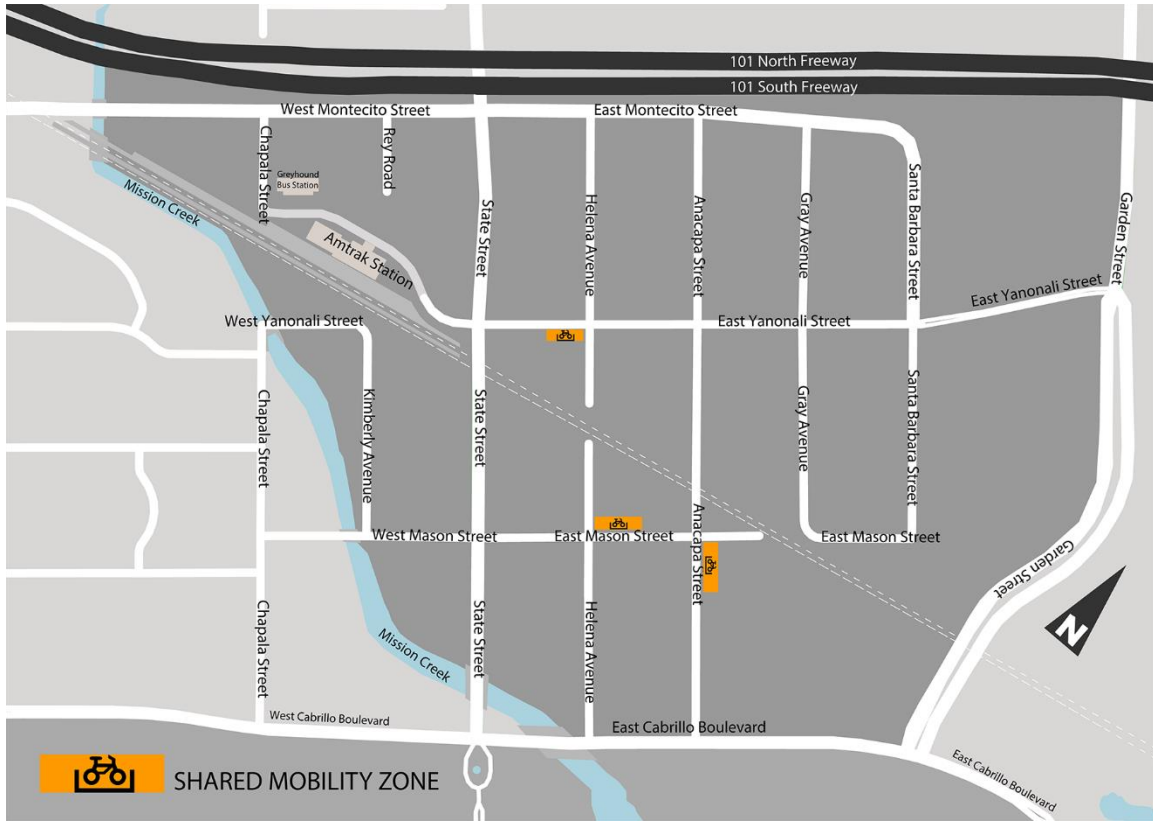 101 North Freeway
101 South Freeway
West Montecito Street
East Montecito Street
Chapala Street
Rey Road
Greyhound
Bus Station
Mission Creek
Amtrak Station
State Street
Helena Avenue
Anacapa Street
Gray Avenue
Santa Barbara Street
Garden Street
West Yanonali Street
East Yanonali Street
East Yanonali Street
Chapala Street
Kimberly Avenue
State Street
Gray Avenue
Santa Barbara Street
West Mason Street
East Mason Street
Anacapa Street
East Mason Street
Garden Street
Chapala Street
Mission Creek
State Street
Helena Avenue
N
West Cabrillo Boulevard
East Cabrillo Boulevard
East Cabrillo Boulevard
SHARED MOBILITY ZONE